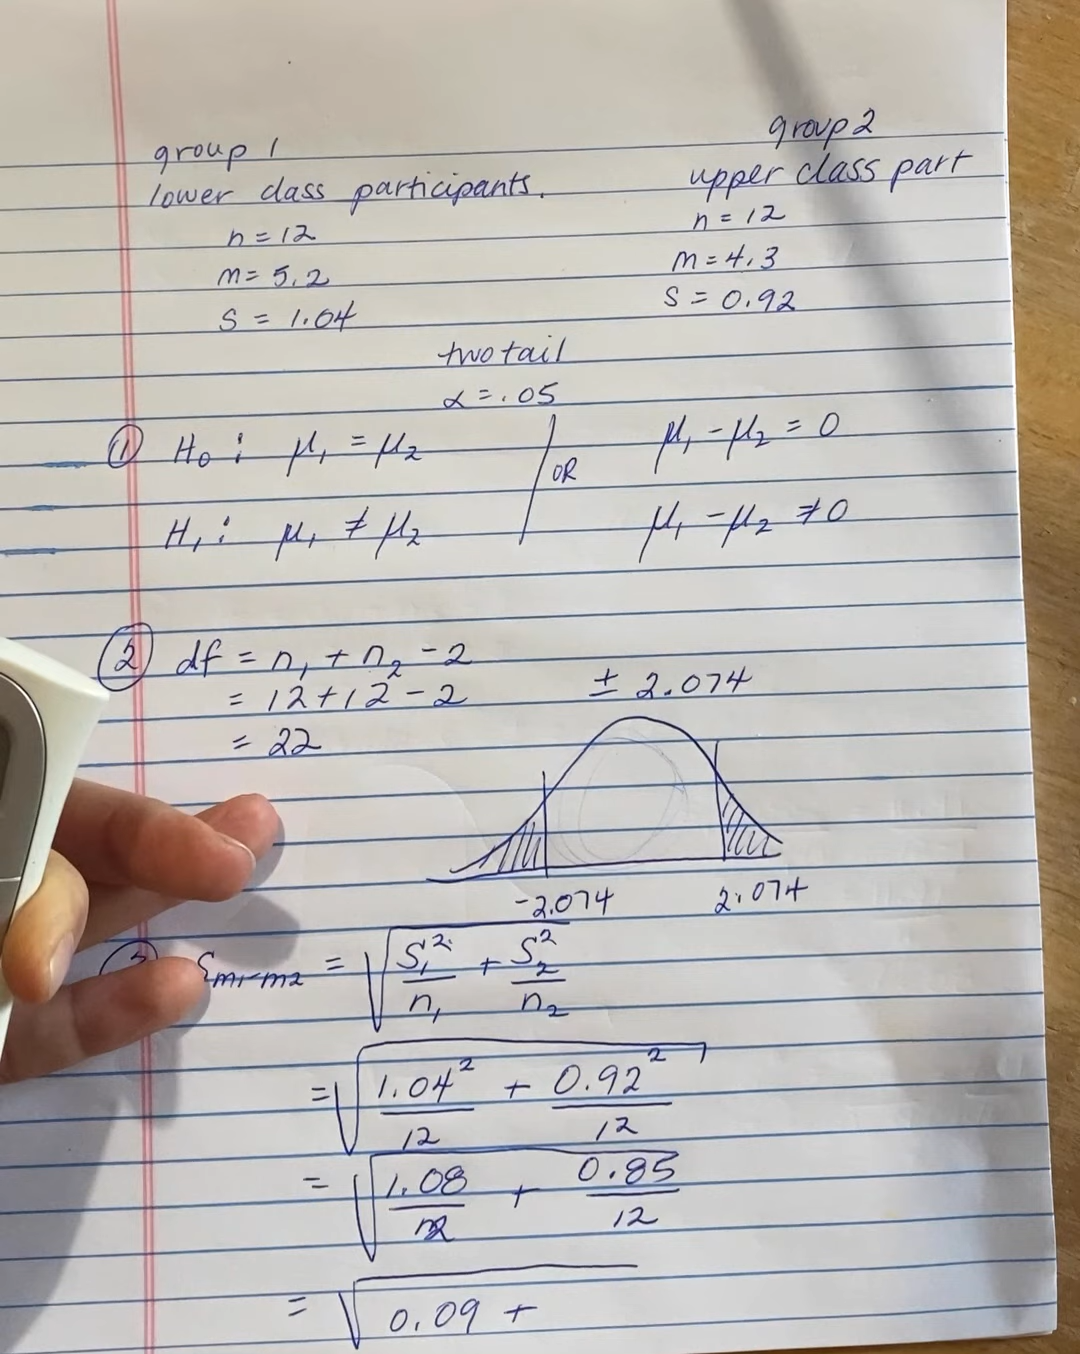 group 1
lower class participants.
n = 12
m = 5.2
s = 1.04
group 2
upper class part
n = 12
m = 4.3
s = 0.92
two tail
α = .05
① H₀ : μ₁ = μ₂ OR μ₁ - μ₂ = 0
H₁ : μ₁ ≠ μ₂ μ₁ - μ₂ ≠ 0
② df = n₁ + n₂ - 2
= 12 + 12 - 2
= 22
± 2.074
-2.074 2.074
Sm₁-m2 = √(S₁²/n₁ + S₂²/n₂)
= √(1.04²/12 + 0.92²/12)
= √(1.08/12 + 0.85/12)
= √(0.09 +